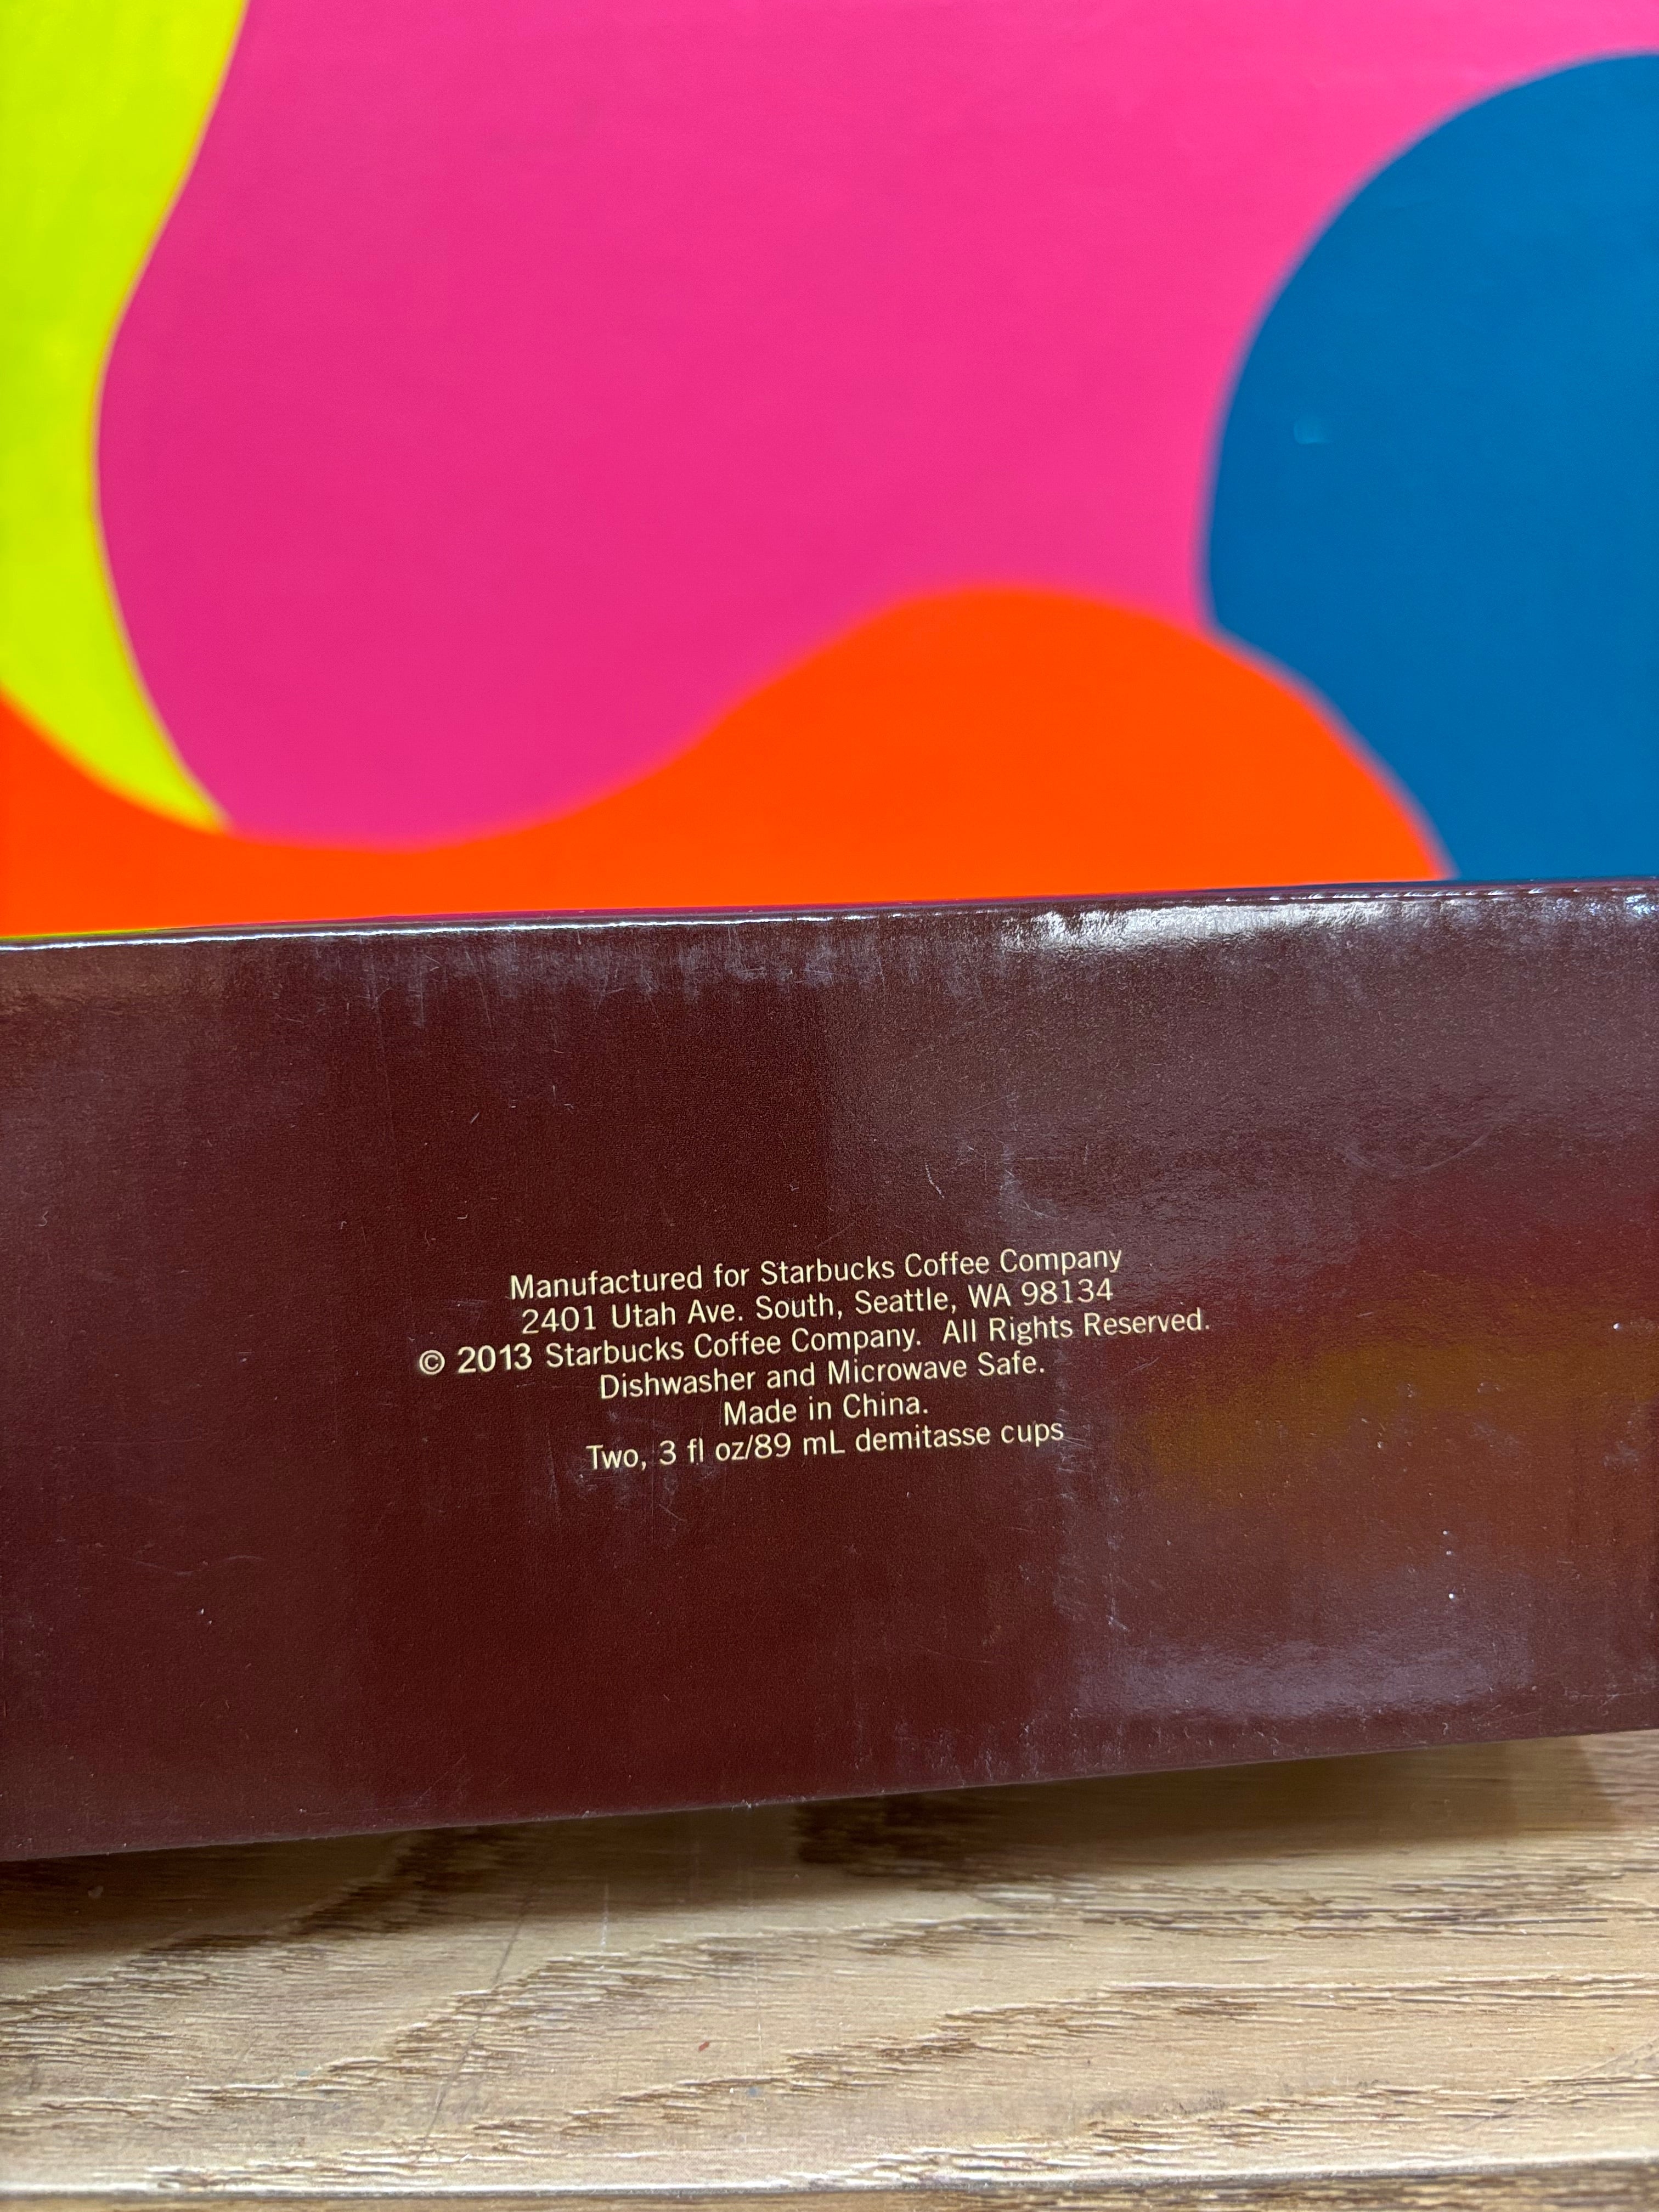 Manufactured for Starbucks Coffee Company
2401 Utah Ave. South, Seattle, WA 98134
© 2013 Starbucks Coffee Company.  All Rights Reserved.
Dishwasher and Microwave Safe.
Made in China.
Two, 3 fl oz/89 mL demitasse cups